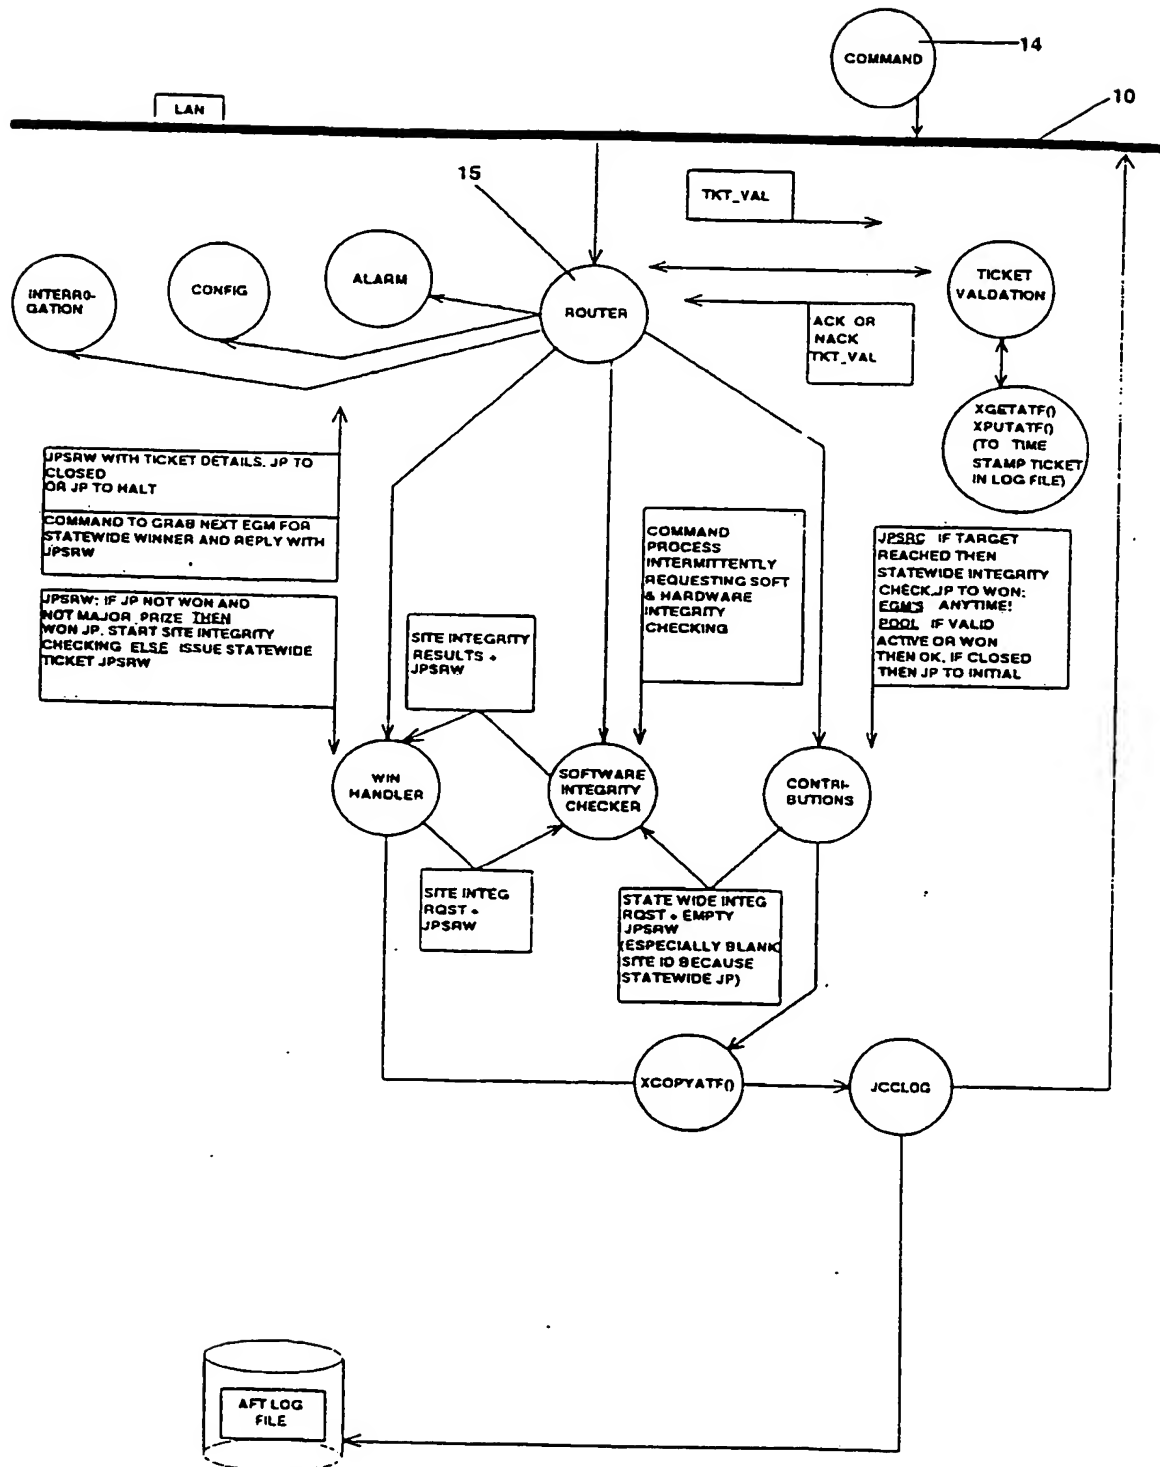 COMMAND
14
LAN
10
15
TKT_VAL
INTERRO-
GATION
CONFIG
ALARM
ROUTER
TICKET
VALDATION
ACK OR
NACK
TKT_VAL
XGETATF()
XPUTATF()
(TO TIME
STAMP TICKET
IN LOG FILE)
JPSRW WITH TICKET DETAILS. JP TO
CLOSED
OR JP TO HALT
COMMAND TO GRAB NEXT EGM FOR
STATEWIDE WINNER AND REPLY WITH
JPSRW
JPSRW: IF JP NOT WON AND
NOT MAJOR PRIZE THEN
WON JP. START SITE INTEGRITY
CHECKING ELSE ISSUE STATEWIDE
TICKET JPSRW
SITE INTEGRITY
RESULTS +
JPSRW
COMMAND
PROCESS
INTERMITTENTLY
REQUESTING SOFT
& HARDWARE
INTEGRITY
CHECKING
JPSRC IF TARGET
REACHED THEN
STATEWIDE INTEGRITY
CHECK.JP TO WON:
EGM'S ANYTIME!
POOL IF VALID
ACTIVE OR WON
THEN OK. IF CLOSED
THEN JP TO INITIAL
WIN
HANDLER
SOFTWARE
INTEGRITY
CHECKER
CONTRI-
BUTIONS
SITE INTEG
RQST +
JPSRW
STATE WIDE INTEG
RQST + EMPTY
JPSRW
(ESPECIALLY BLANK
SITE ID BECAUSE
STATEWIDE JP)
XCOPYATF()
JCCLOG
AFT LOG
FILE